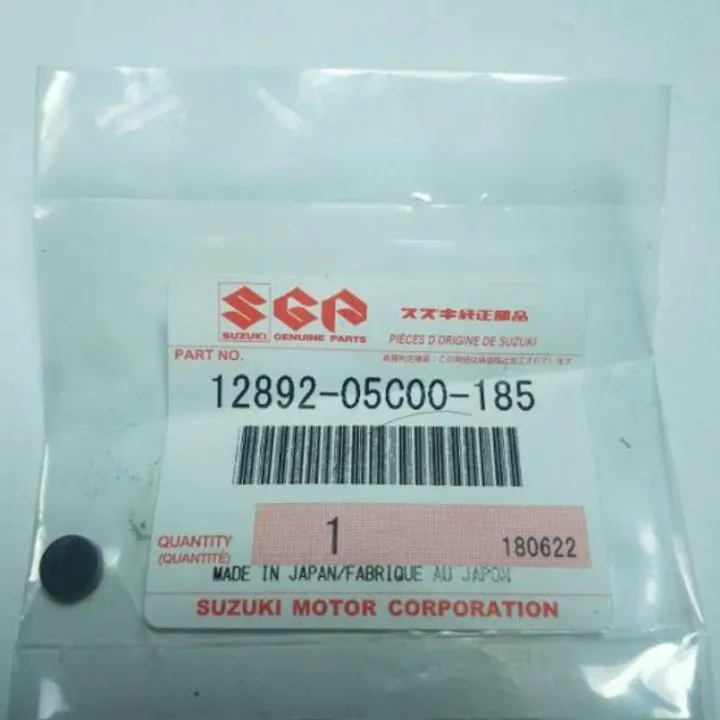 SGP
スズキ純正部品
SUZUKI GENUINE PARTS
PIÈCES D'ORIGINE DE SUZUKI
PART NO.
12892-05C00-185
QUANTITY
(QUANTITÉ)
1
180622
MADE IN JAPAN/FABRIQUE AU JAPON
SUZUKI MOTOR CORPORATION